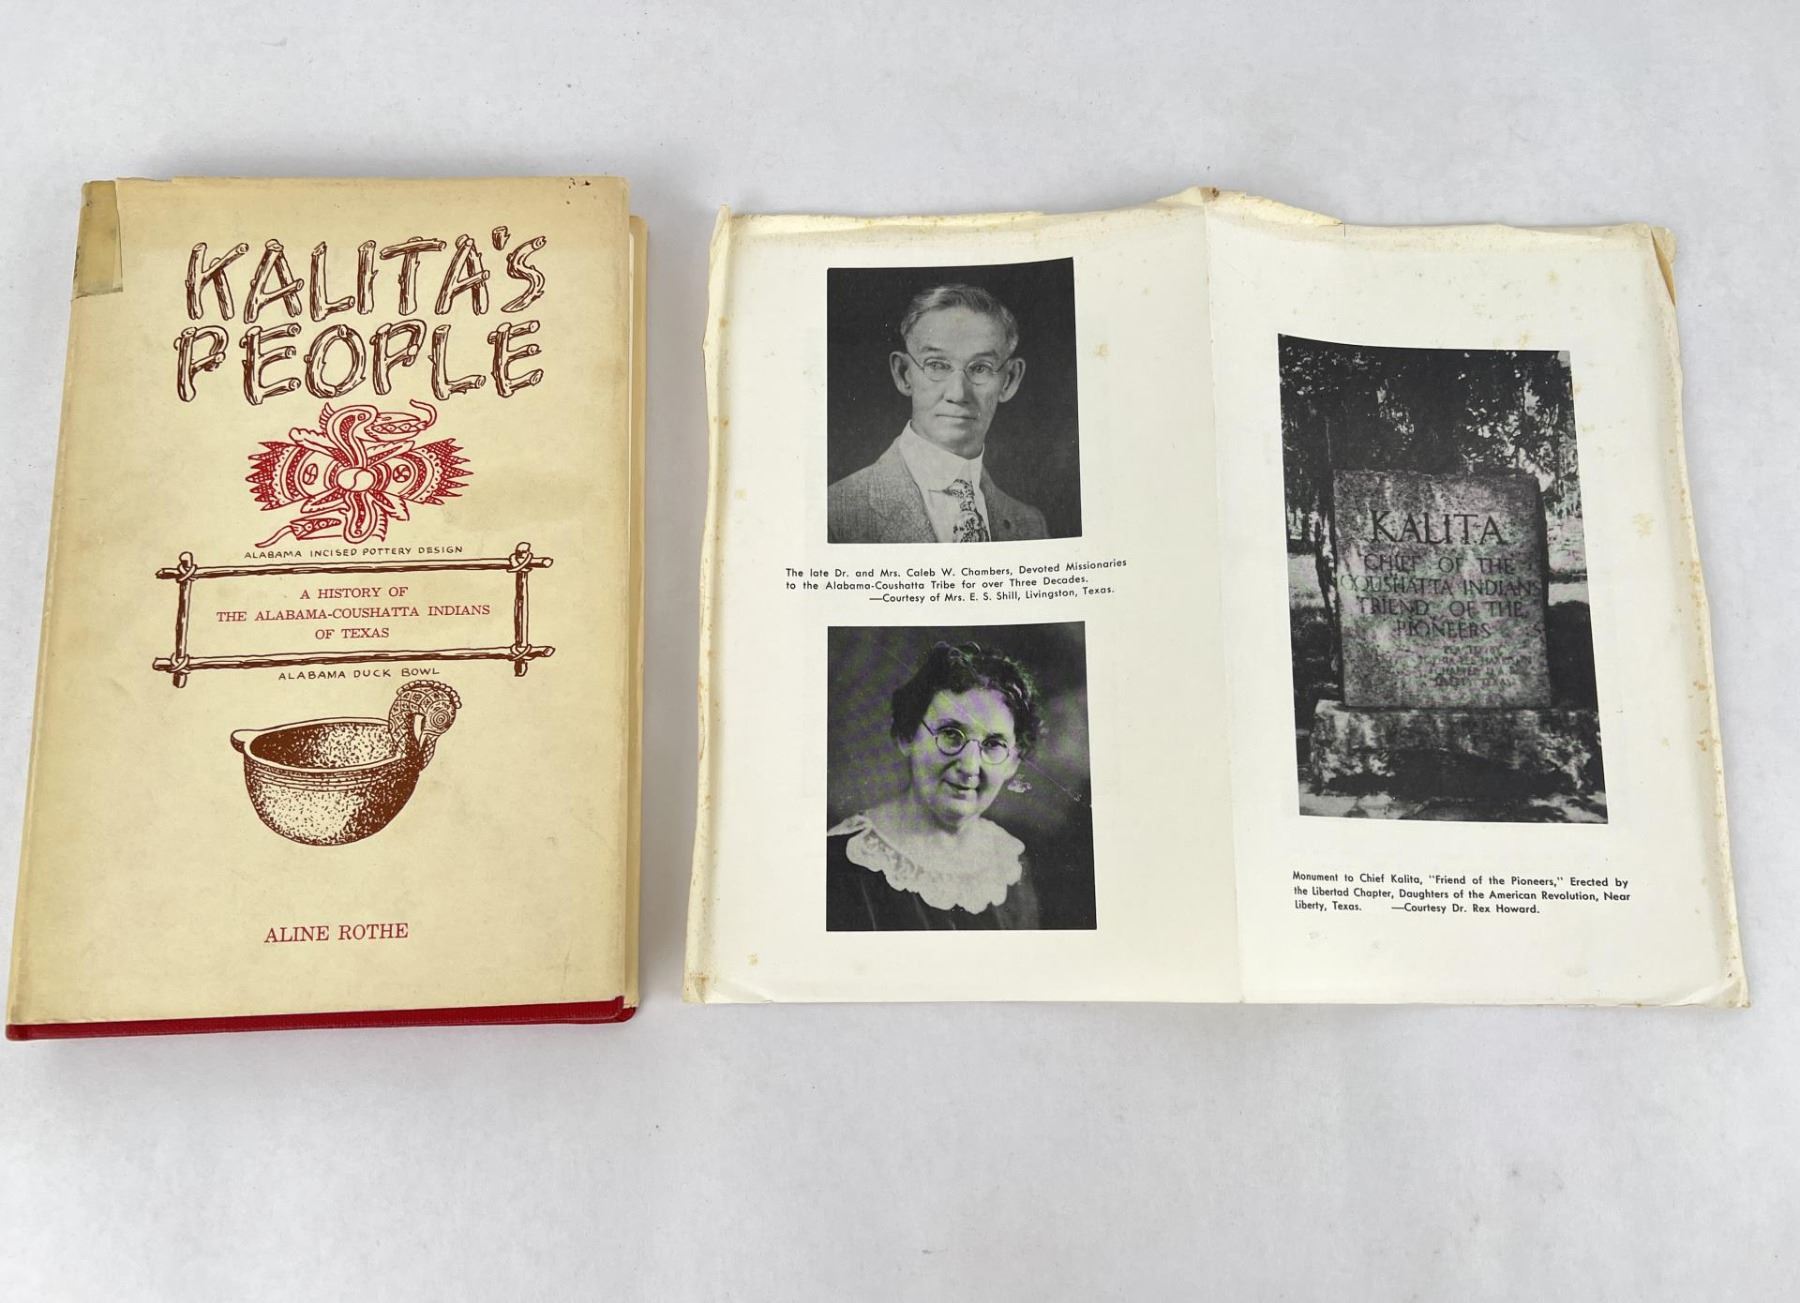 KALITA'S
PEOPLE
ALABAMA INCISED POTTERY DESIGN
A HISTORY OF
THE ALABAMA-COUSHATTA INDIANS
OF TEXAS
ALABAMA DUCK BOWL
ALINE ROTHE
The late Dr. and Mrs. Caleb W. Chambers, Devoted Missionaries
to the Alabama-Coushatta Tribe for over Three Decades.
—Courtesy of Mrs. E. S. Shill, Livingston, Texas.
KALITA
CHIEF OF THE
COUSHATTA INDIANS
FRIEND OF THE
PIONEERS
Monument to Chief Kalita, "Friend of the Pioneers," Erected by
the Libertad Chapter, Daughters of the American Revolution, Near
Liberty, Texas. —Courtesy Dr. Rex Howard.